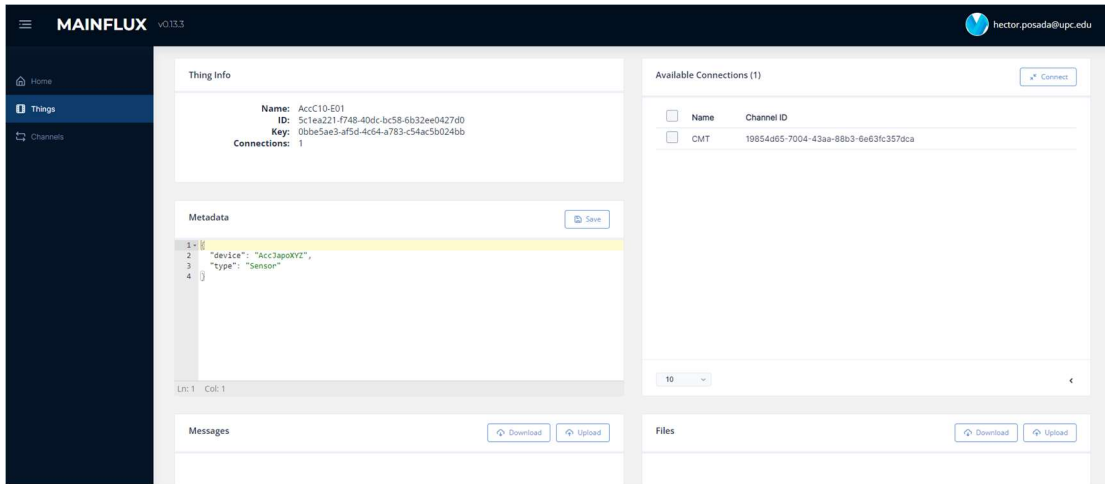 MAINFLUX v0.13.3
hector.posada@upc.edu
Home
Things
Channels
Thing Info
Name: AccC10-E01
ID: 5c1ea221-f748-40dc-bc58-6b32ee0427d0
Key: 0bbe5ae3-af5d-4c64-a783-c54ac5b024bb
Connections: 1
Metadata
Save
1 {
2 "device": "AccJapoXYZ",
3 "type": "Sensor"
4 }
Ln: 1 Col: 1
Messages
Download
Upload
Available Connections (1)
Connect
Name Channel ID
CMT 19854d65-7004-43aa-88b3-6e63fc357dca
10
Files
Download
Upload